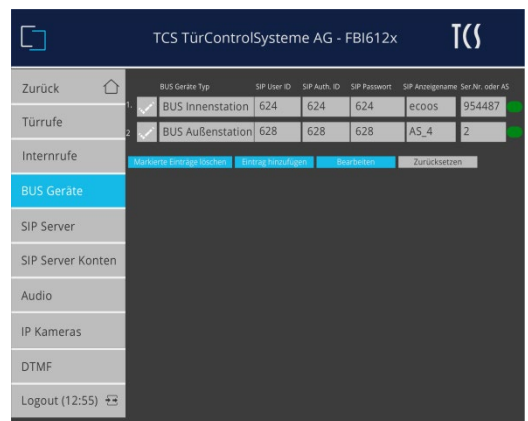 TCS TürControlSysteme AG - FBI612x
TCS
Zurück
Türrufe
Internrufe
BUS Geräte
SIP Server
SIP Server Konten
Audio
IP Kameras
DTMF
Logout (12:55)
BUS Geräte Typ SIP User ID SIP Auth. ID SIP Passwort SIP Anzeigename Ser.Nr. oder AS
1. BUS Innenstation 624 624 624 ecoos 954487
2 BUS Außenstation 628 628 628 AS_4 2
Markierte Einträge löschen Eintrag hinzufügen Bearbeiten Zurücksetzen